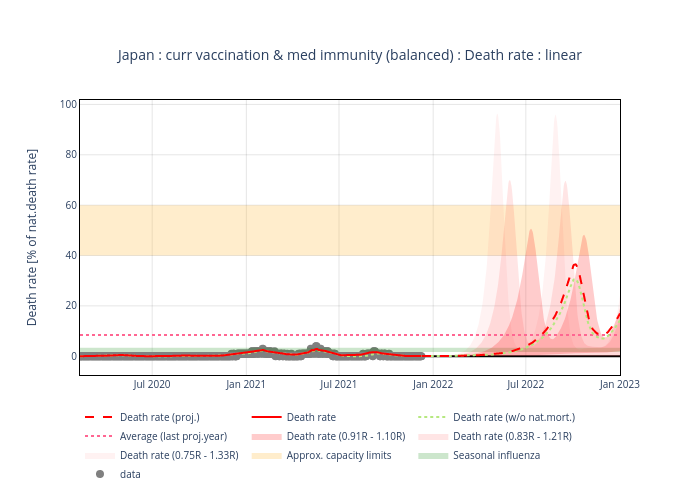 Japan : curr vaccination & med immunity (balanced) : Death rate : linear
Death rate [% of nat.death rate]
100
80
60
40
20
0
Jul 2020 Jan 2021 Jul 2021 Jan 2022 Jul 2022 Jan 2023
Death rate (proj.) Death rate Death rate (w/o nat.mort.)
Average (last proj.year) Death rate (0.91R - 1.10R) Death rate (0.83R - 1.21R)
Death rate (0.75R - 1.33R) Approx. capacity limits Seasonal influenza
data